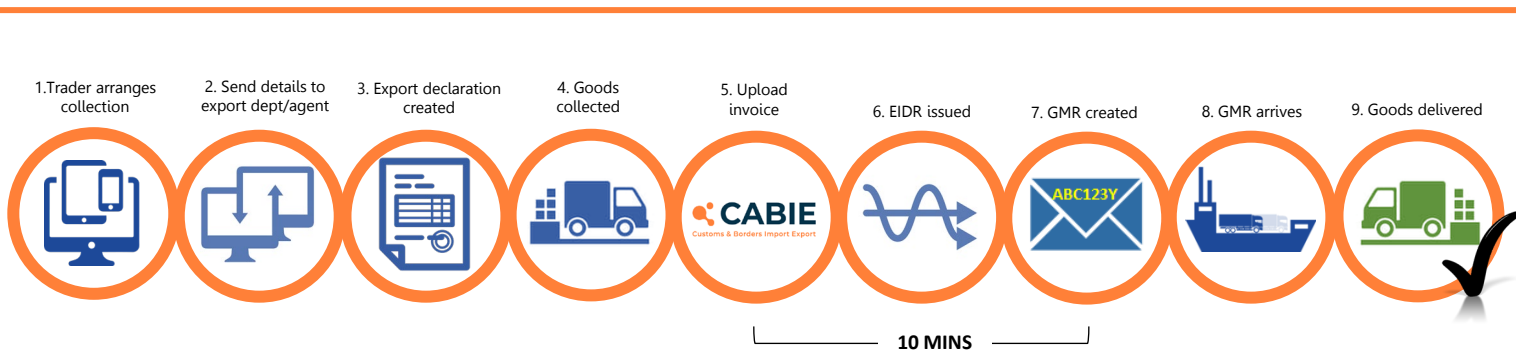 1.Trader arranges
collection
2. Send details to
export dept/agent
3. Export declaration
created
4. Goods
collected
5. Upload
invoice
6. EIDR issued
7. GMR created
8. GMR arrives
9. Goods delivered
CABIE
Customs & Borders Import Export
ABC123Y
10 MINS